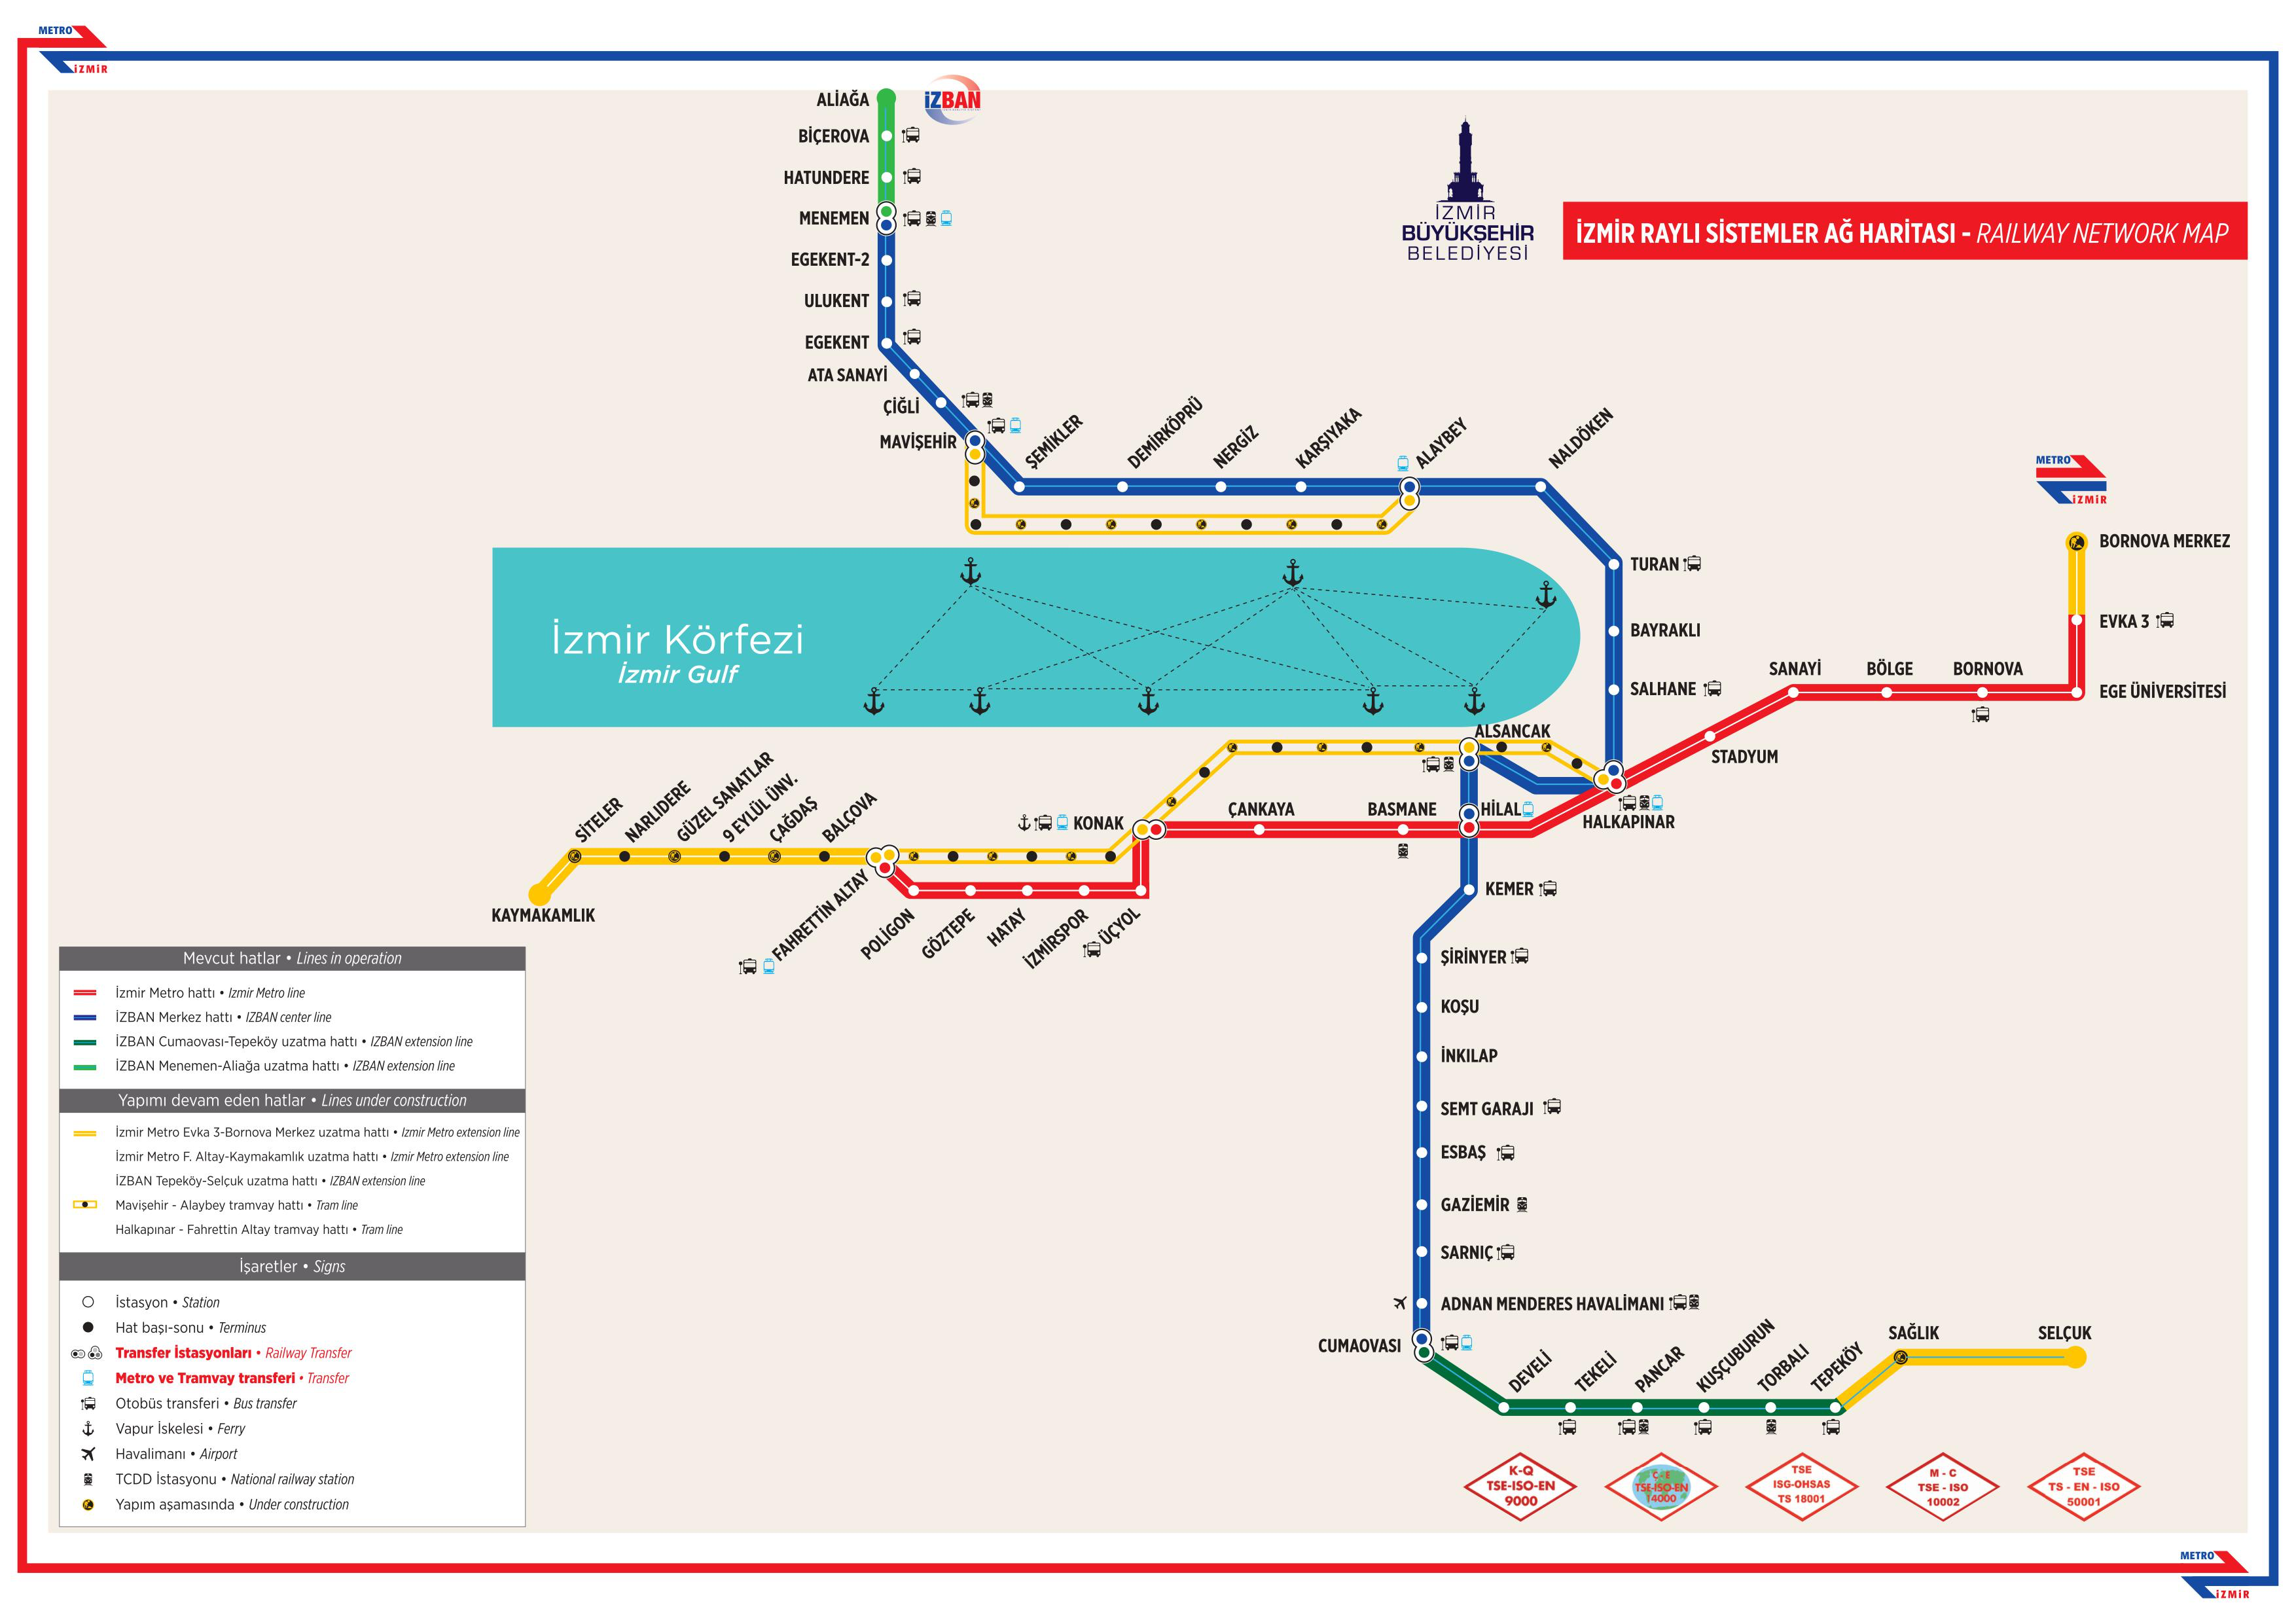 METRO
İZMİR
ALİAĞA
İZBAN
BİÇEROVA
HATUNDERE
MENEMEN
EGEKENT-2
ULUKENT
EGEKENT
ATA SANAYİ
ÇİĞLİ
MAVİŞEHİR
İZMİR
BÜYÜKŞEHİR
BELEDİYESİ
İZMİR RAYLI SİSTEMLER AĞ HARİTASI - RAILWAY NETWORK MAP
ŞEMİKLER
DEMİRKÖPRÜ
NERGİZ
KARŞIYAKA
ALAYBEY
NALDÖKEN
METRO
İZMİR
TURAN
BAYRAKLI
SALHANE
BORNOVA MERKEZ
EVKA 3
EGE ÜNİVERSİTESİ
BORNOVA
BÖLGE
SANAYİ
STADYUM
HALKAPINAR
İzmir Körfezi
İzmir Gulf
ALSANCAK
HİLAL
BASMANE
ÇANKAYA
KONAK
SİTELER
NARLIDERE
GÜZEL SANATLAR
9 EYLÜL ÜNV.
ÇAĞDAŞ
BALÇOVA
KAYMAKAMLIK
FAHRETTİN ALTAY
POLİGON
GÖZTEPE
HATAY
İZMİRSPOR
ÜÇYOL
KEMER
ŞİRİNYER
KOŞU
İNKILAP
SEMT GARAJI
ESBAŞ
GAZİEMİR
SARNIÇ
ADNAN MENDERES HAVALİMANI
CUMAOVASI
DEVELİ
TEKELİ
PANCAR
KUŞÇUBURUN
TORBALI
TEPEKÖY
SAĞLIK
SELÇUK
Mevcut hatlar • Lines in operation
İzmir Metro hattı • Izmir Metro line
İZBAN Merkez hattı • IZBAN center line
İZBAN Cumaovası-Tepeköy uzatma hattı • IZBAN extension line
İZBAN Menemen-Aliağa uzatma hattı • IZBAN extension line
Yapımı devam eden hatlar • Lines under construction
İzmir Metro Evka 3-Bornova Merkez uzatma hattı • Izmir Metro extension line
İzmir Metro F. Altay-Kaymakamlık uzatma hattı • Izmir Metro extension line
İZBAN Tepeköy-Selçuk uzatma hattı • IZBAN extension line
Mavişehir - Alaybey tramvay hattı • Tram line
Halkapınar - Fahrettin Altay tramvay hattı • Tram line
İşaretler • Signs
İstasyon • Station
Hat başı-sonu • Terminus
Transfer İstasyonları • Railway Transfer
Metro ve Tramvay transferi • Transfer
Otobüs transferi • Bus transfer
Vapur İskelesi • Ferry
Havalimanı • Airport
TCDD İstasyonu • National railway station
Yapım aşamasında • Under construction
K-Q
TSE-ISO-EN
9000
Ç - E
TSE-ISO-EN
14000
TSE
ISG-OHSAS
TS 18001
M - C
TSE - ISO
10002
TSE
TS - EN - ISO
50001
METRO
İZMİR